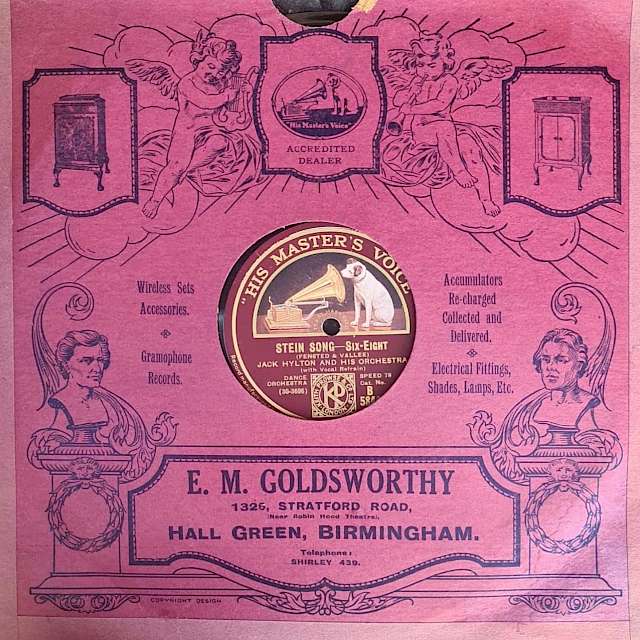 "His Master's Voice"
ACCREDITED
DEALER
Wireless Sets
Accessories.
Gramophone
Records.
Accumulators
Re-charged
Collected and
Delivered.
Electrical Fittings,
Shades, Lamps, Etc.
"HIS MASTER'S VOICE
STEIN SONG—SIX-EIGHT
(FENSTED & VALLEE)
JACK HYLTON AND HIS ORCHESTRA
(with Vocal Refrain)
DANCE
ORCHESTRA
(30-3606)
SPEED 78
Cat. No.
B
LONDON
E. M. GOLDSWORTHY
1325, STRATFORD ROAD,
(Near Robin Hood Theatre),
HALL GREEN, BIRMINGHAM.
Telephone:
SHIRLEY 439.
COPYRIGHT DESIGN